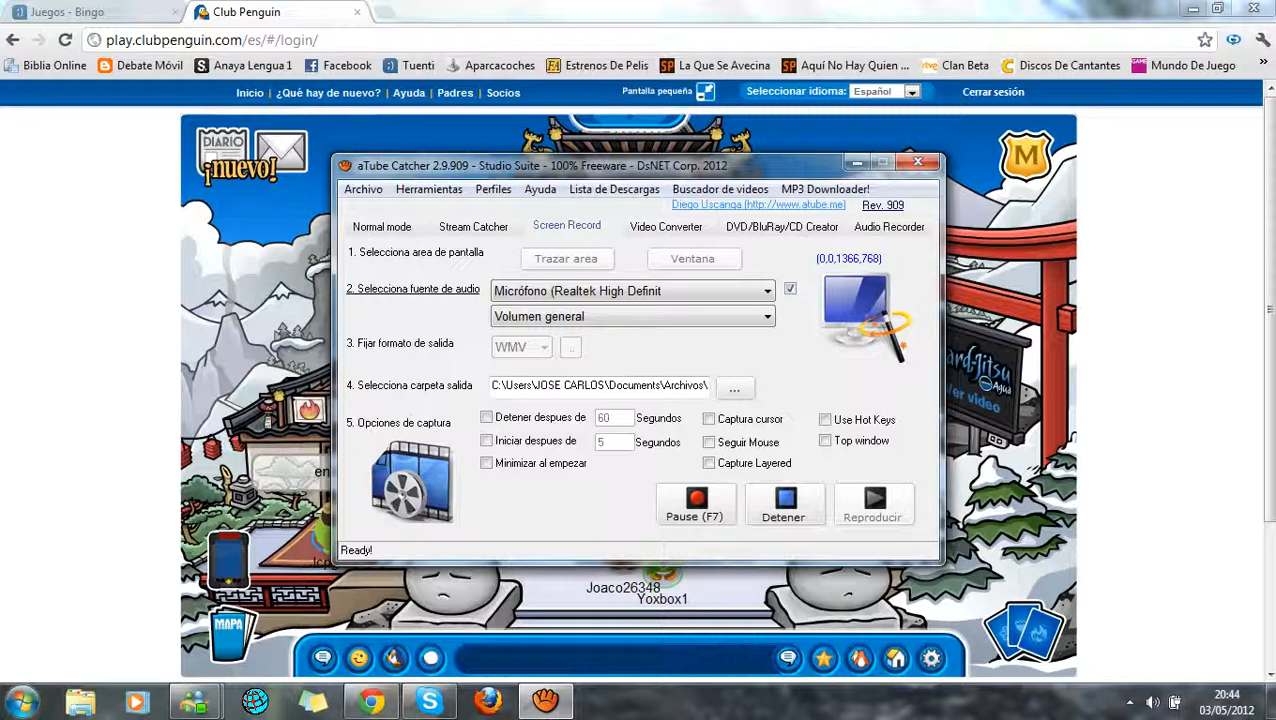 Juegos - Bingo
Club Penguin
play.clubpenguin.com/es/#/login/
Biblia Online
Debate Móvil
Anaya Lengua1
Facebook
Tuenti
Aparcacoches
Estrenos De Pelis
La Que Se Avecina
Aquí No Hay Quien ...
Clan Beta
Discos De Cantantes
Mundo De Juego
»
Inicio | ¿Qué hay de nuevo? | Ayuda | Padres | Socios
Pantalla pequeña
Seleccionar idioma: Español
Cerrar sesión
DIARIO
¡nuevo!
M
aTube Catcher 2.9.909 - Studio Suite - 100% Freeware - DsNET Corp. 2012
Archivo
Herramientas
Perfiles
Ayuda
Lista de Descargas
Buscador de videos
MP3 Downloader!
Diego Uscanga (http://www.atube.me)
Rev. 909
Normal mode
Stream Catcher
Screen Record
Video Converter
DVD/BluRay/CD Creator
Audio Recorder
1. Selecciona area de pantalla
Trazar area
Ventana
(0,0,1366,768)
2. Selecciona fuente de audio
Micrófono (Realtek High Definit
Volumen general
3. Fijar formato de salida
WMV
..
4. Selecciona carpeta salida
C:\Users\JOSE CARLOS\Documents\Archivos\
...
5. Opciones de captura
Detener despues de
60
Segundos
Captura cursor
Use Hot Keys
Iniciar despues de
5
Segundos
Seguir Mouse
Top window
Minimizar al empezar
Capture Layered
Pause (F7)
Detener
Reproducir
Ready!
Card-Jitsu
Agua
Ver video
Joaco26348
Yoxbox1
MAPA
20:44
03/05/2012